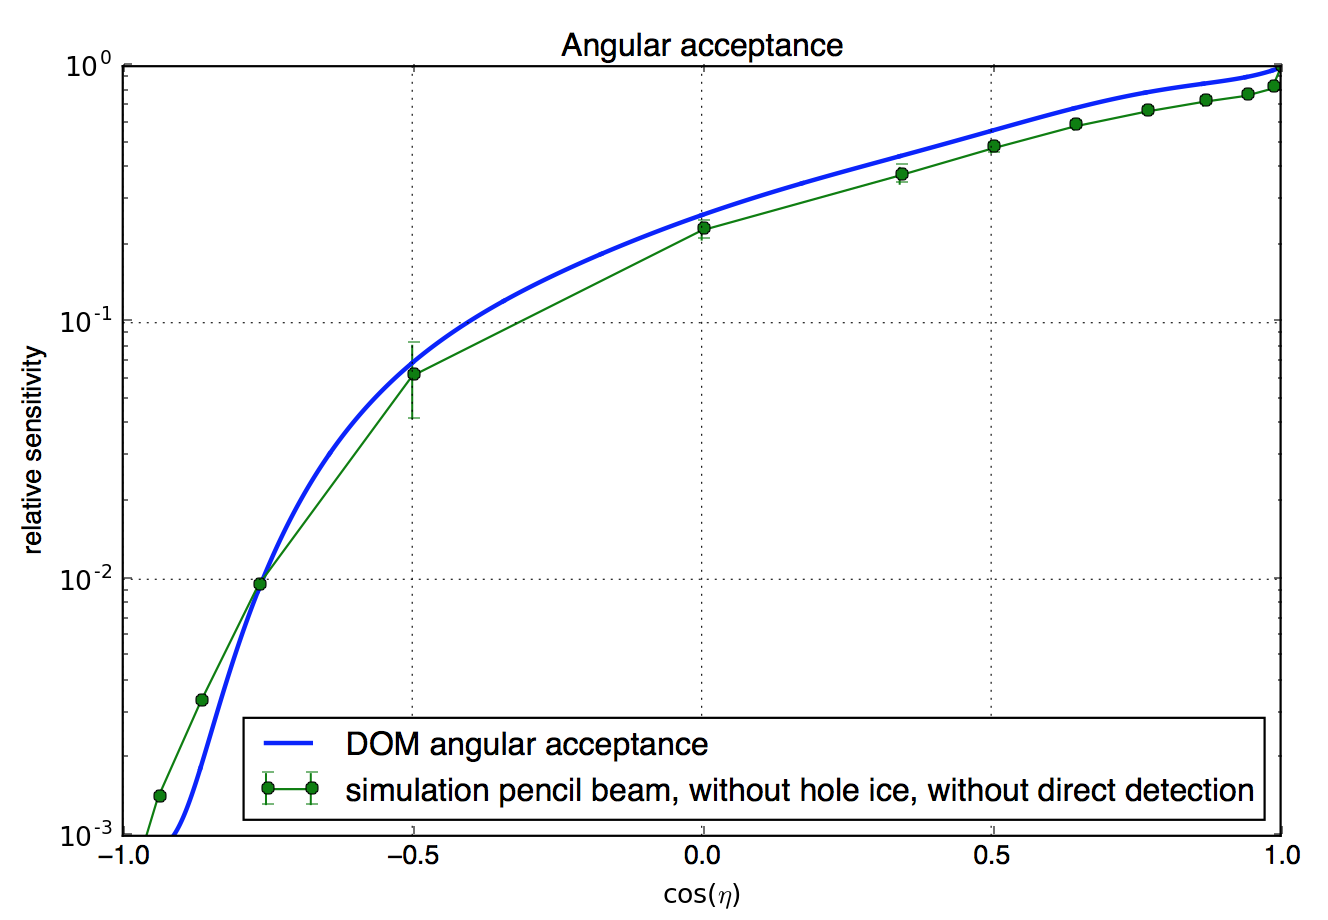 Angular acceptance
10^0
10^-1
10^-2
10^-3
relative sensitivity
DOM angular acceptance
simulation pencil beam, without hole ice, without direct detection
−1.0 −0.5 0.0 0.5 1.0
cos(η)